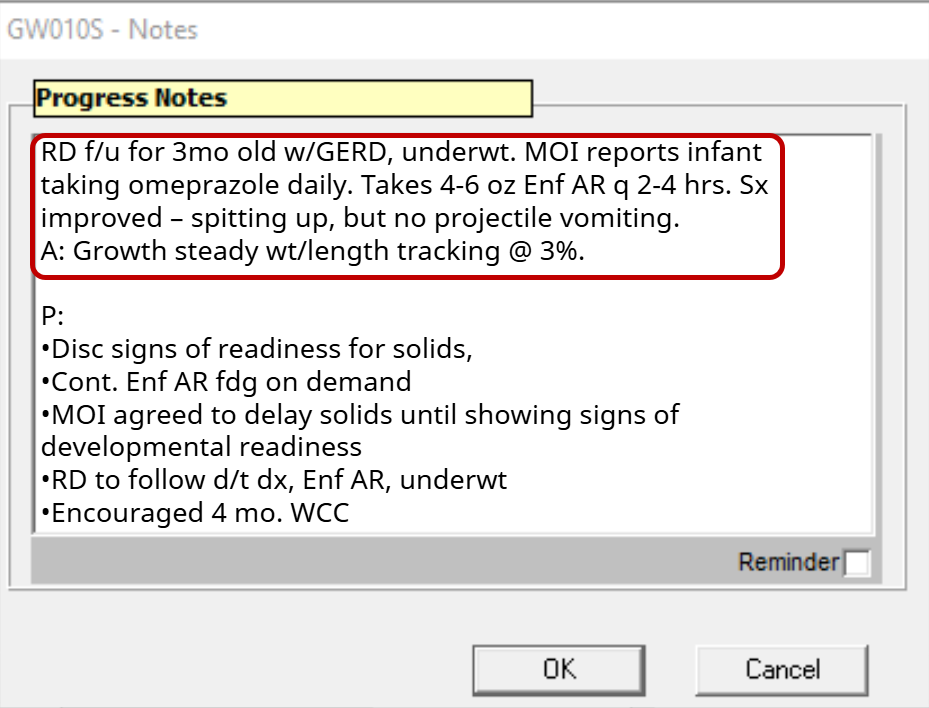 GW010S - Notes
Progress Notes
RD f/u for 3mo old w/GERD, underwt. MOI reports infant
taking omeprazole daily. Takes 4-6 oz Enf AR q 2-4 hrs. Sx
improved – spitting up, but no projectile vomiting.
A: Growth steady wt/length tracking @ 3%.
P:
•Disc signs of readiness for solids,
•Cont. Enf AR fdg on demand
•MOI agreed to delay solids until showing signs of
developmental readiness
•RD to follow d/t dx, Enf AR, underwt
•Encouraged 4 mo. WCC
Reminder
OK
Cancel